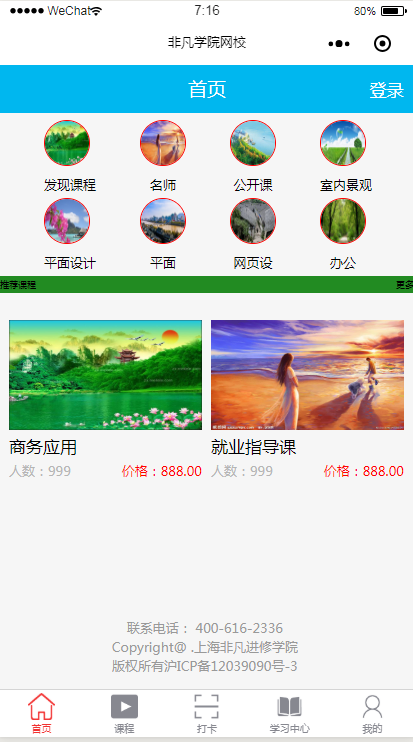 WeChat 7:16 80%
非凡学院网校
首页 登录
发现课程 名师 公开课 室内景观
平面设计 平面 网页设 办公
推荐课程 更多
商务应用 就业指导课
人数：999 价格：888.00 人数：999 价格：888.00
联系电话： 400-616-2336
Copyright@ .上海非凡进修学院
版权所有沪ICP备12039090号-3
首页 课程 打卡 学习中心 我的